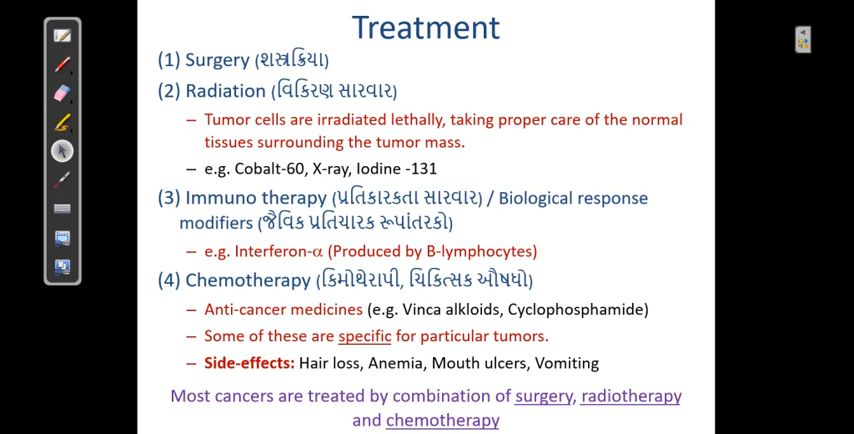 Treatment
(1) Surgery (શસ્ત્રક્રિયા)
(2) Radiation (વિકિરણ સારવાર)
– Tumor cells are irradiated lethally, taking proper care of the normal
tissues surrounding the tumor mass.
– e.g. Cobalt-60, X-ray, Iodine -131
(3) Immuno therapy (પ્રતિકારકતા સારવાર) / Biological response
modifiers (જૈવિક પ્રતિચારક રૂપાંતરકો)
– e.g. Interferon-α (Produced by B-lymphocytes)
(4) Chemotherapy (કિમોથેરાપી, ચિકિત્સક ઔષધો)
– Anti-cancer medicines (e.g. Vinca alkloids, Cyclophosphamide)
– Some of these are specific for particular tumors.
– Side-effects: Hair loss, Anemia, Mouth ulcers, Vomiting
Most cancers are treated by combination of surgery, radiotherapy
and chemotherapy